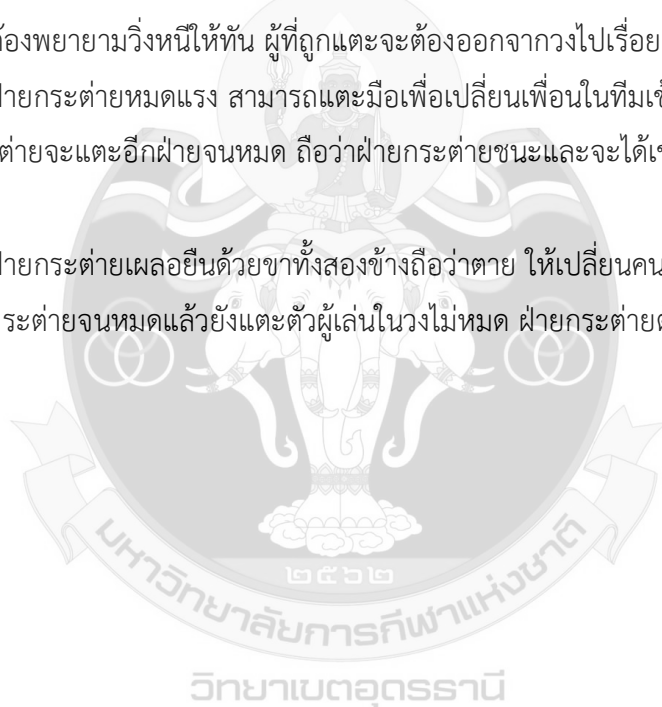 ต้องพยายามวิ่งหนีให้ทัน ผู้ที่ถูกแตะจะต้องออกจากวงไปเรื่อย
ฝ่ายกระต่ายหมดแรง สามารถแตะมือเพื่อเปลี่ยนเพื่อนในทีมเข้
ต่ายจะแตะอีกฝ่ายจนหมด ถือว่าฝ่ายกระต่ายชนะและจะได้เข
ฝ่ายกระต่ายเผลอยืนด้วยขาทั้งสองข้างถือว่าตาย ให้เปลี่ยนคน
ระต่ายจนหมดแล้วยังแตะตัวผู้เล่นในวงไม่หมด ฝ่ายกระต่าย
๒๕๖๒
มหาวิทยาลัยการกีฬาแห่งชาติ
วิทยาเขตอุดรธานี